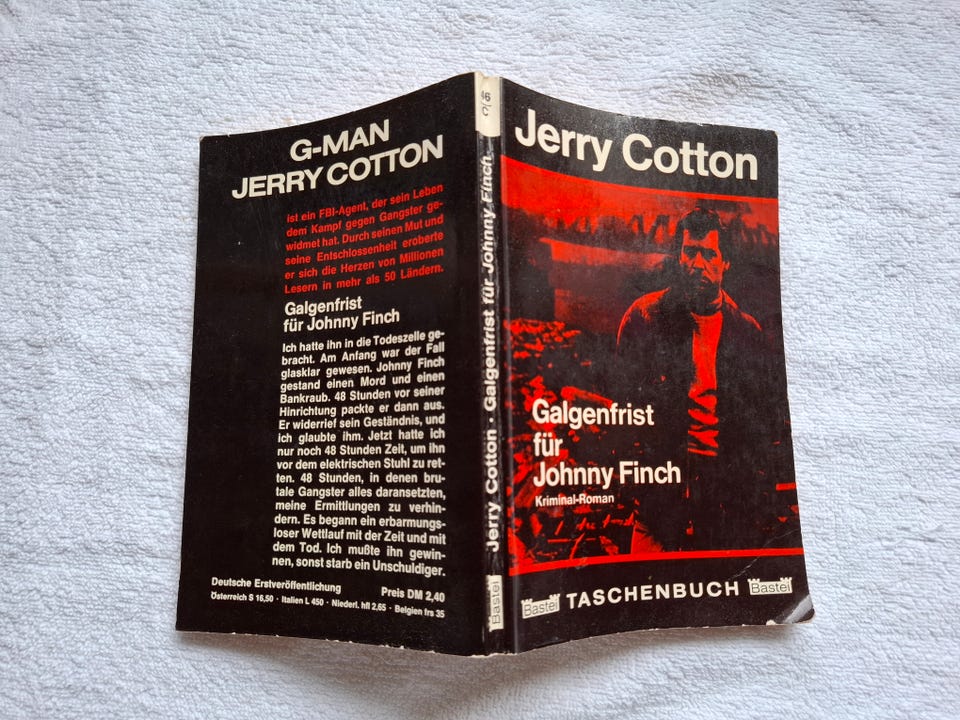 G-MAN
JERRY COTTON
ist ein FBI-Agent, der sein Leben
dem Kampf gegen Gangster ge-
widmet hat. Durch seinen Mut und
seine Entschlossenheit eroberte
er sich die Herzen von Millionen
Lesern in mehr als 50 Ländern.
Galgenfrist
für Johnny Finch
Ich hatte ihn in die Todeszelle ge-
bracht. Am Anfang war der Fall
glasklar gewesen. Johnny Finch
gestand einen Mord und einen
Bankraub. 48 Stunden vor seiner
Hinrichtung packte er dann aus.
Er widerrief sein Geständnis, und
ich glaubte ihm. Jetzt hatte ich
nur noch 48 Stunden Zeit, um ihn
vor dem elektrischen Stuhl zu ret-
ten. 48 Stunden, in denen bru-
tale Gangster alles daransetzten,
meine Ermittlungen zu verhin-
dern. Es begann ein erbarmungs-
loser Wettlauf mit der Zeit und mit
dem Tod. Ich mußte ihn gewin-
nen, sonst starb ein Unschuldiger.
Deutsche Erstveröffentlichung Preis DM 2,40
Österreich S 16,50 · Italien L 450 · Niederl. hfl 2,65 · Belgien frs 35
46
Jerry Cotton · Galgenfrist für Johnny Finch
Bastei
Jerry Cotton
Galgenfrist
für
Johnny Finch
Kriminal-Roman
Bastei TASCHENBUCH Bastei